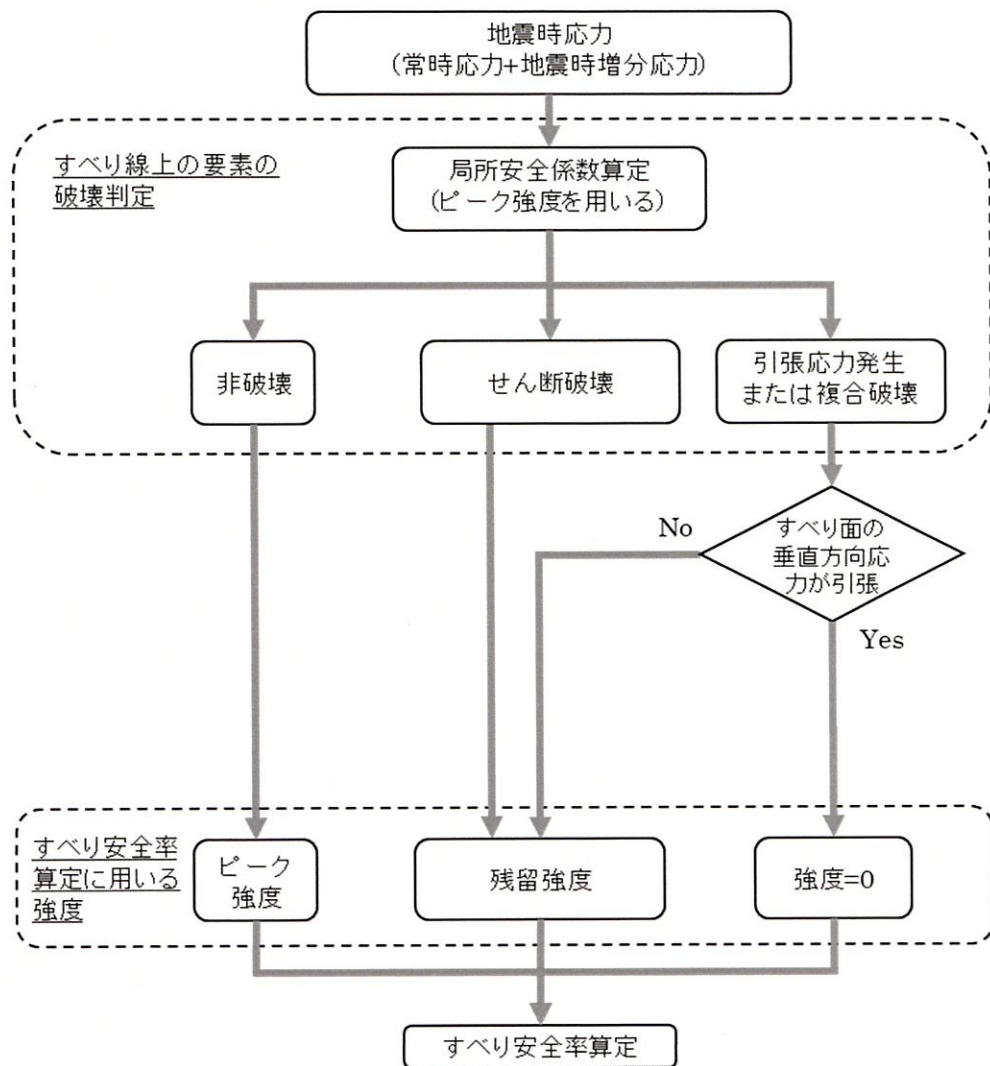 地震時応力
(常時応力+地震時増分応力)
すべり線上の要素の
破壊判定
局所安全係数算定
(ピーク強度を用いる)
非破壊
せん断破壊
引張応力発生
または複合破壊
すべり面の
垂直方向応
力が引張
No
Yes
すべり安全率
算定に用いる
強度
ピーク
強度
残留強度
強度=0
すべり安全率算定